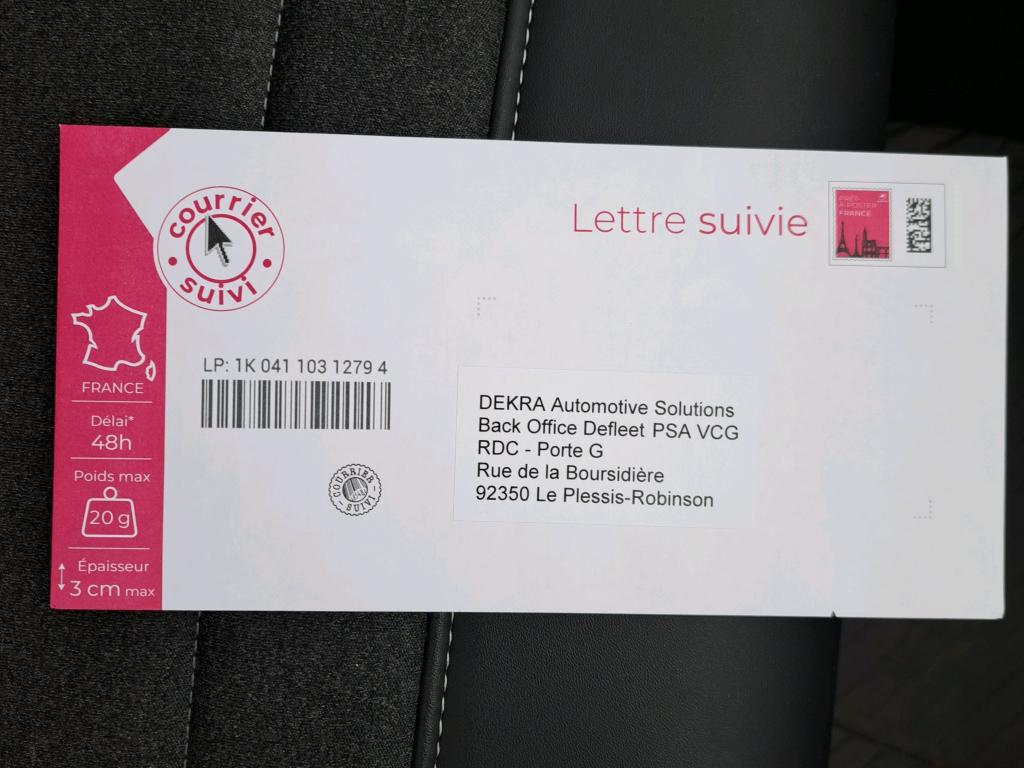 courrier
suivi
Lettre suivie
PRÊT-
À-POSTER
FRANCE
FRANCE
Délai*
48h
Poids max
20 g
Épaisseur
3 cm max
LP: 1K 041 103 1279 4
COURRIER
SUIVI
DEKRA Automotive Solutions
Back Office Defleet PSA VCG
RDC - Porte G
Rue de la Boursidière
92350 Le Plessis-Robinson